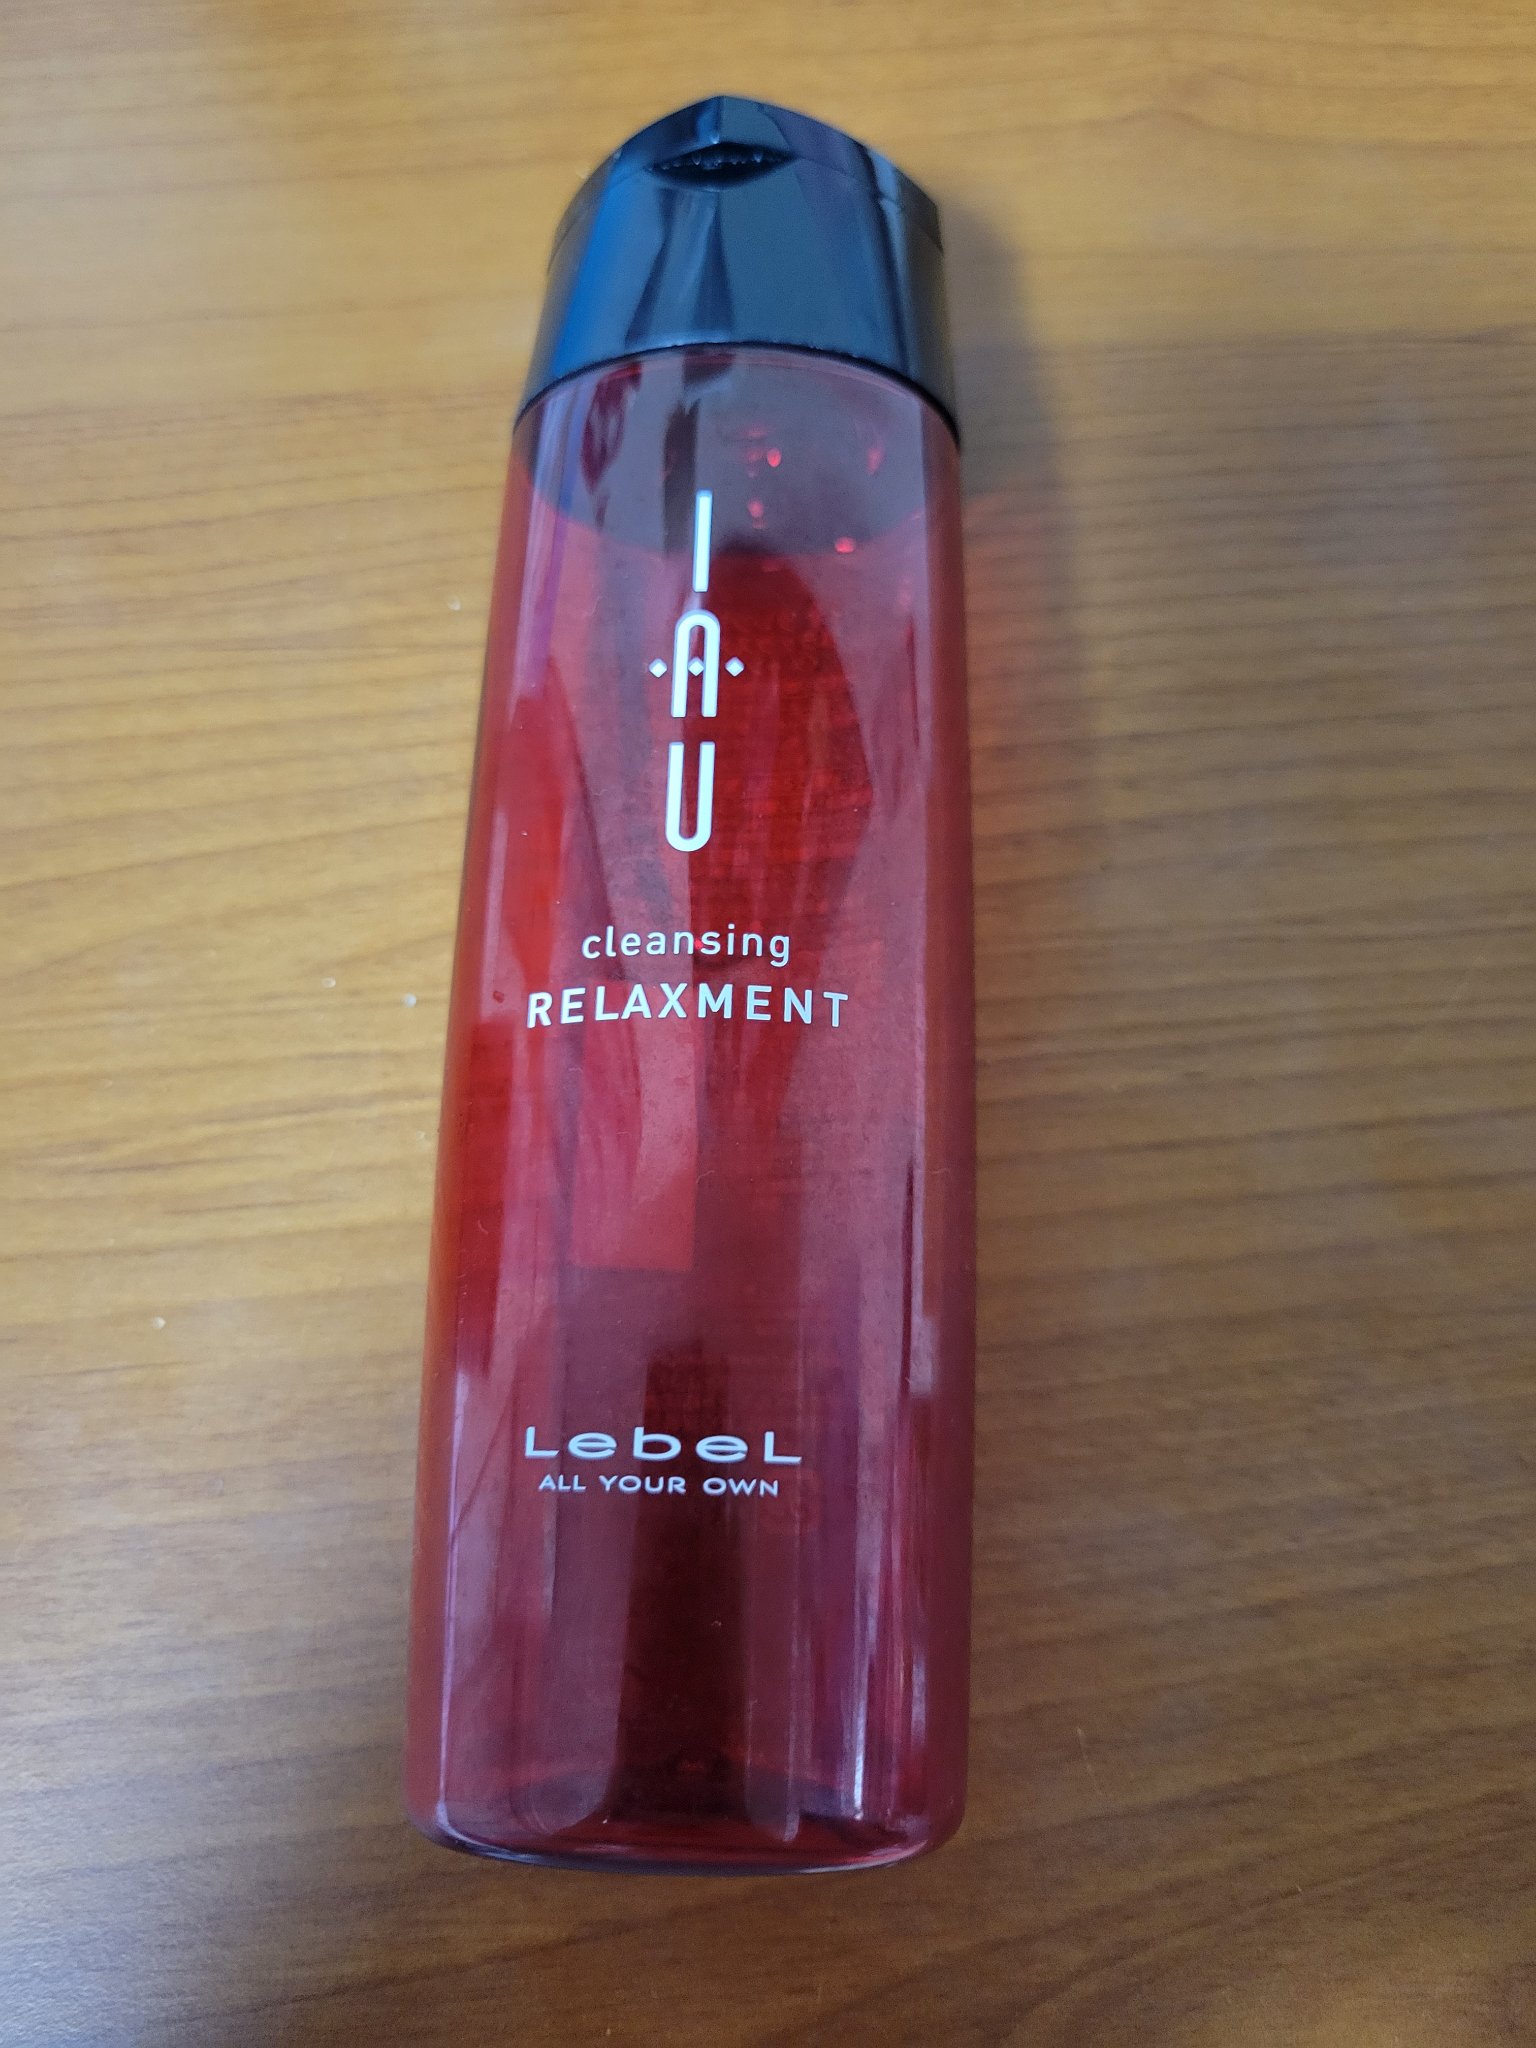 IAU
cleansing
RELAXMENT
LebeL
ALL YOUR OWN